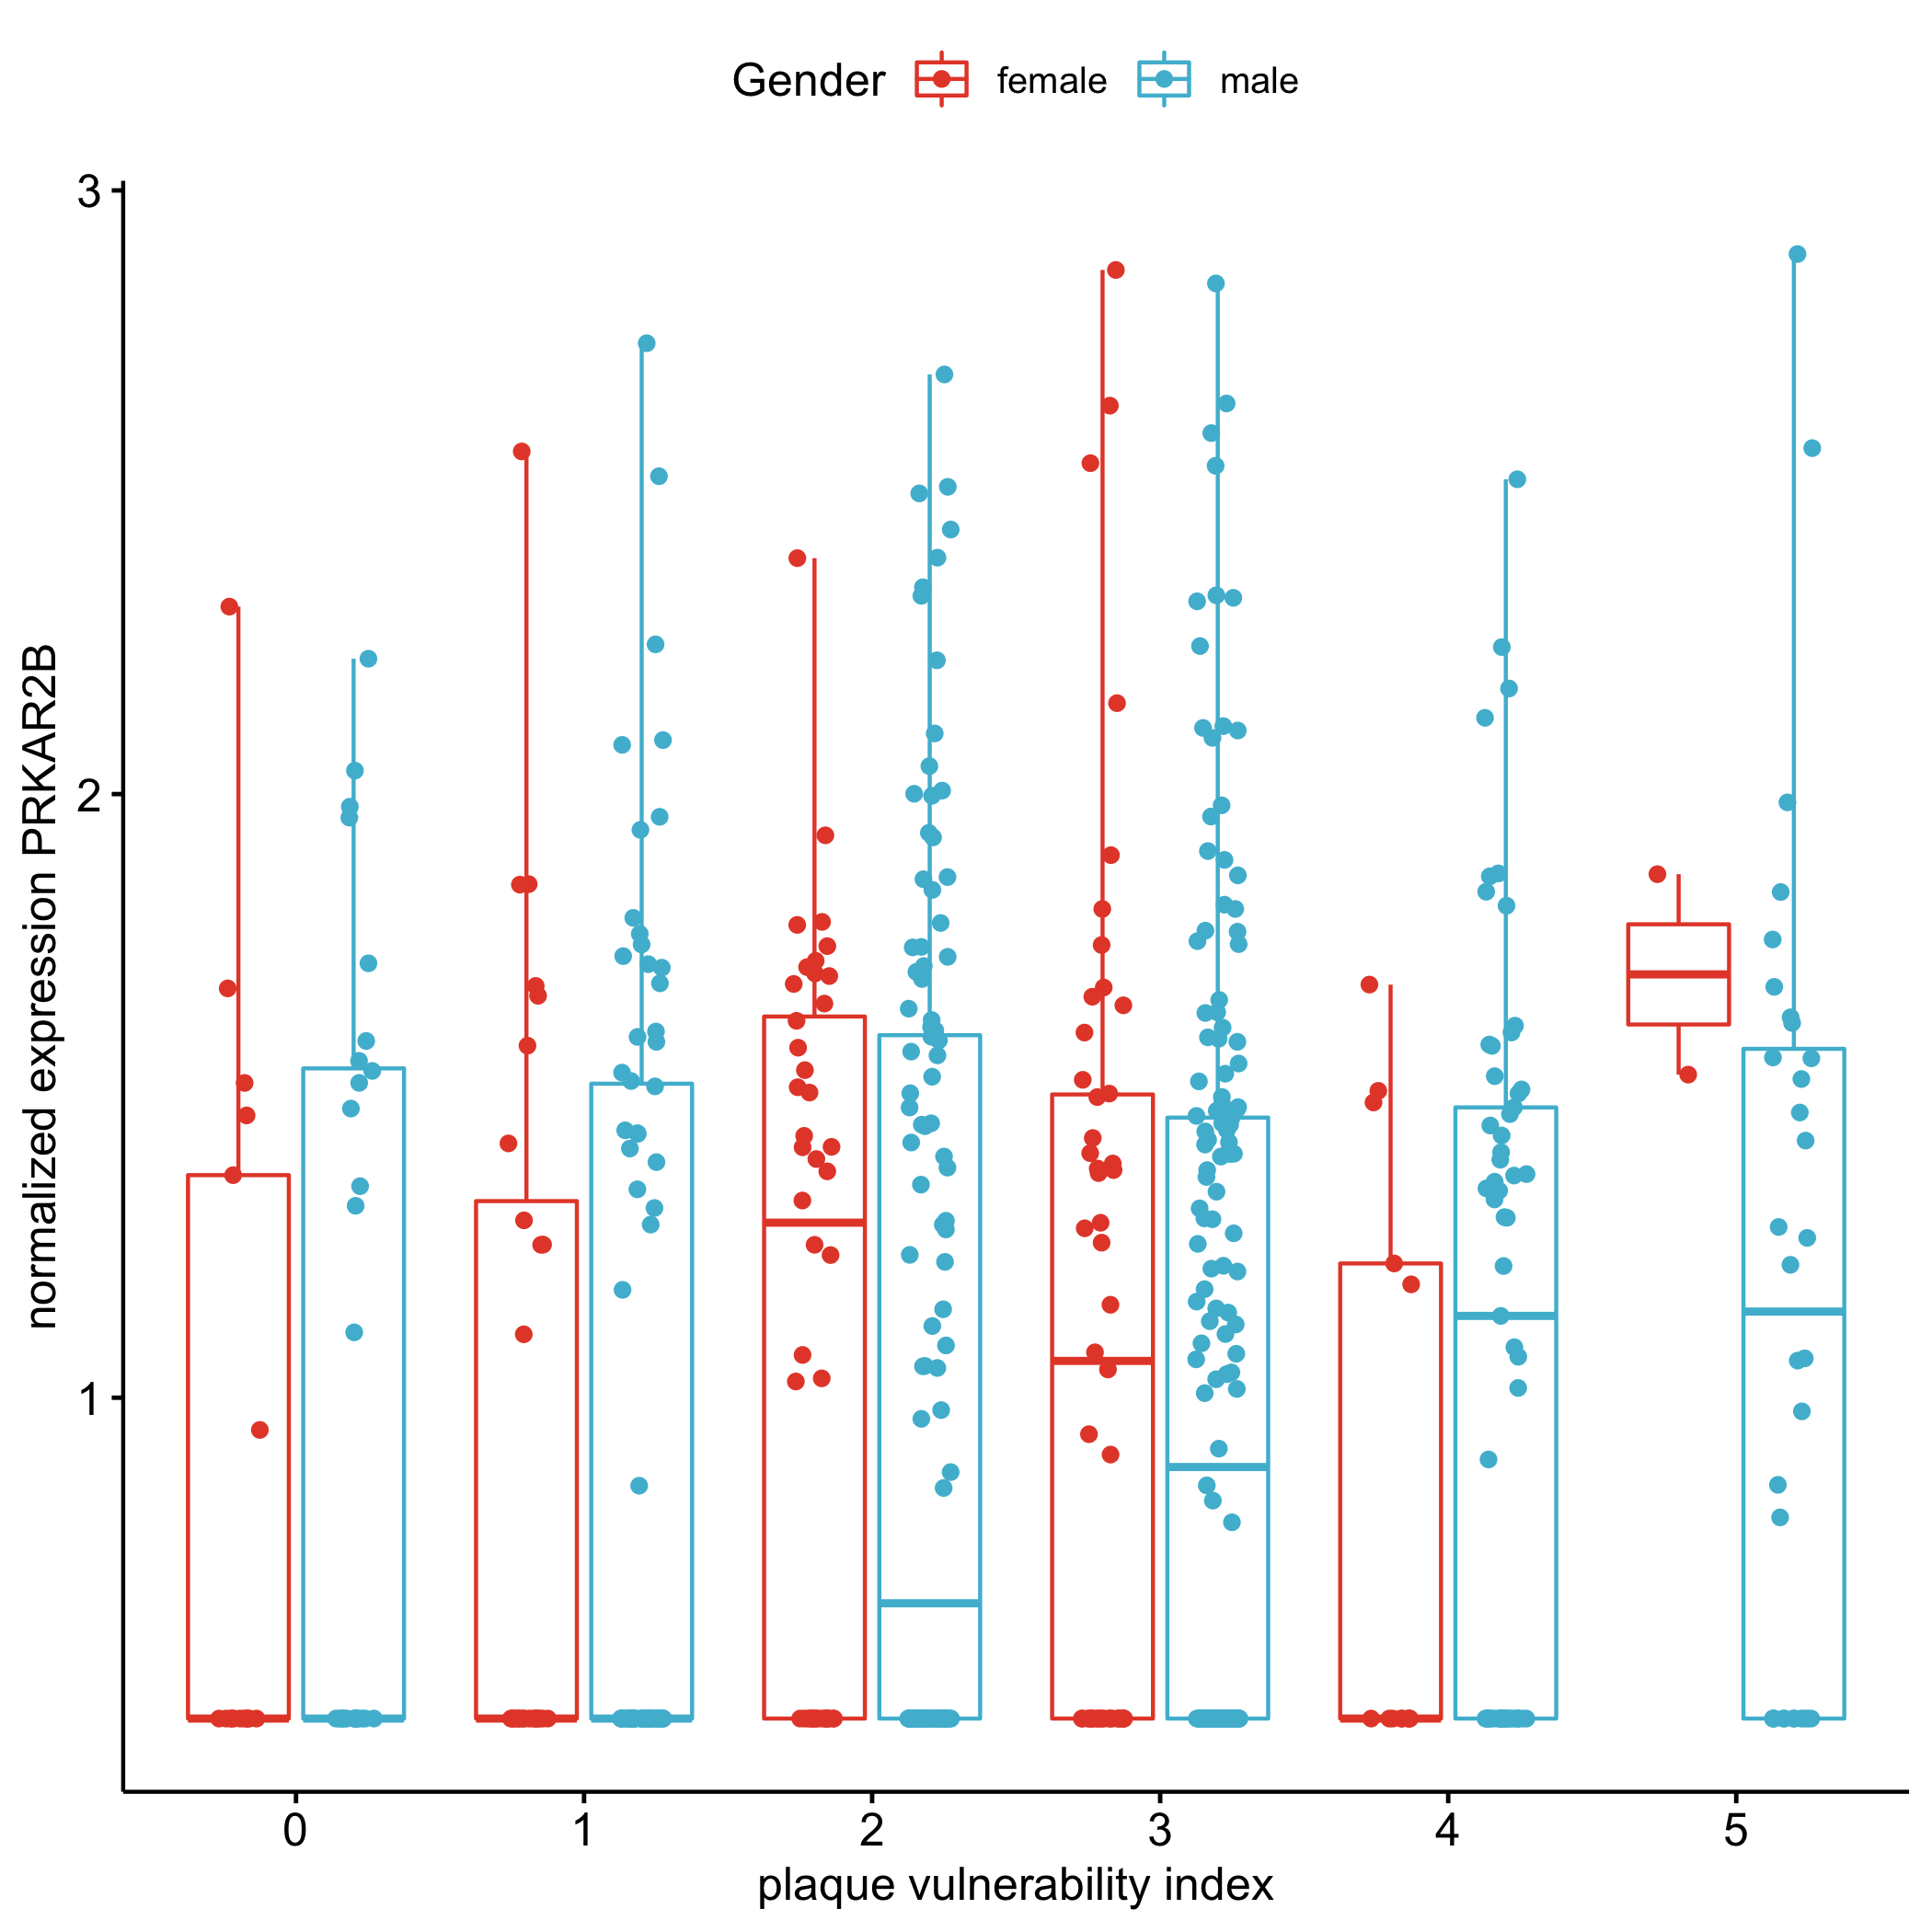 Gender female male
3
2
1
normalized expression PRKAR2B
0 1 2 3 4 5
plaque vulnerability index